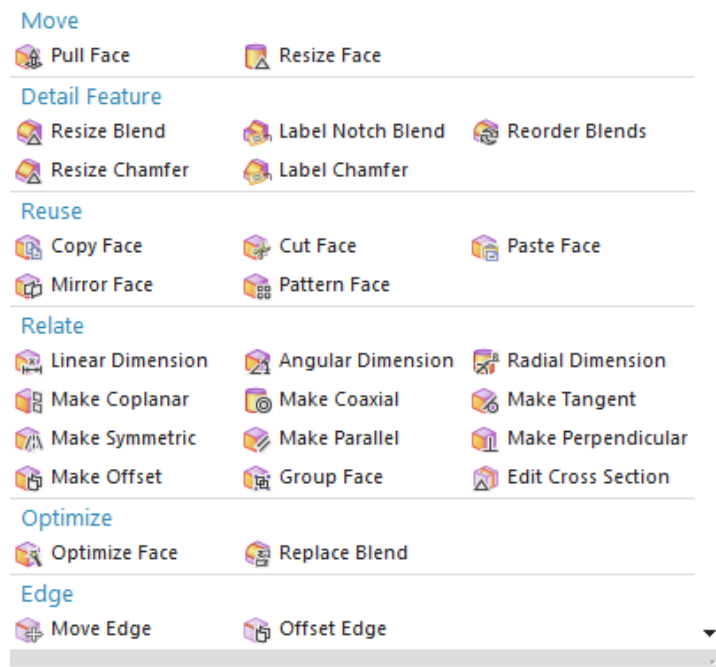 Move
Pull Face Resize Face
Detail Feature
Resize Blend Label Notch Blend Reorder Blends
Resize Chamfer Label Chamfer
Reuse
Copy Face Cut Face Paste Face
Mirror Face Pattern Face
Relate
Linear Dimension Angular Dimension Radial Dimension
Make Coplanar Make Coaxial Make Tangent
Make Symmetric Make Parallel Make Perpendicular
Make Offset Group Face Edit Cross Section
Optimize
Optimize Face Replace Blend
Edge
Move Edge Offset Edge